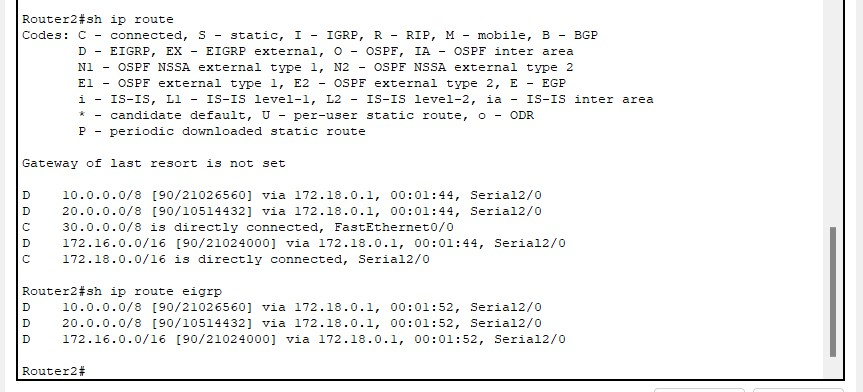 Router2#sh ip route
Codes: C - connected, S - static, I - IGRP, R - RIP, M - mobile, B - BGP
       D - EIGRP, EX - EIGRP external, O - OSPF, IA - OSPF inter area
       N1 - OSPF NSSA external type 1, N2 - OSPF NSSA external type 2
       E1 - OSPF external type 1, E2 - OSPF external type 2, E - EGP
       i - IS-IS, L1 - IS-IS level-1, L2 - IS-IS level-2, ia - IS-IS inter area
       * - candidate default, U - per-user static route, o - ODR
       P - periodic downloaded static route
Gateway of last resort is not set
D    10.0.0.0/8 [90/21026560] via 172.18.0.1, 00:01:44, Serial2/0
D    20.0.0.0/8 [90/10514432] via 172.18.0.1, 00:01:44, Serial2/0
C    30.0.0.0/8 is directly connected, FastEthernet0/0
D    172.16.0.0/16 [90/21024000] via 172.18.0.1, 00:01:44, Serial2/0
C    172.18.0.0/16 is directly connected, Serial2/0
Router2#sh ip route eigrp
D    10.0.0.0/8 [90/21026560] via 172.18.0.1, 00:01:52, Serial2/0
D    20.0.0.0/8 [90/10514432] via 172.18.0.1, 00:01:52, Serial2/0
D    172.16.0.0/16 [90/21024000] via 172.18.0.1, 00:01:52, Serial2/0
Router2#